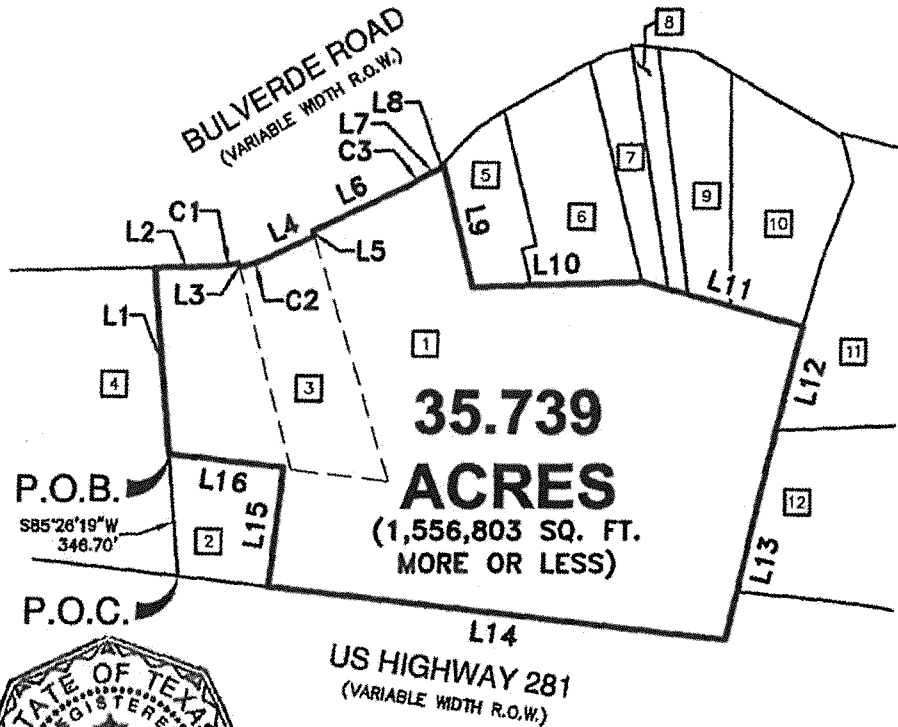 BULVERDE ROAD
(VARIABLE WIDTH R.O.W.)
8
L8
L7
C3
L6
5
7
6
9
10
C1
L2
L4
L9
L5
L10
L11
L3
C2
L1
1
11
4
3
L12
35.739
ACRES
(1,556,803 SQ. FT.
MORE OR LESS)
P.O.B.
L16
S85°26'19"W
346.70'
2
L15
12
L13
P.O.C.
L14
US HIGHWAY 281
(VARIABLE WIDTH R.O.W.)
STATE OF TEXAS
REGISTERE